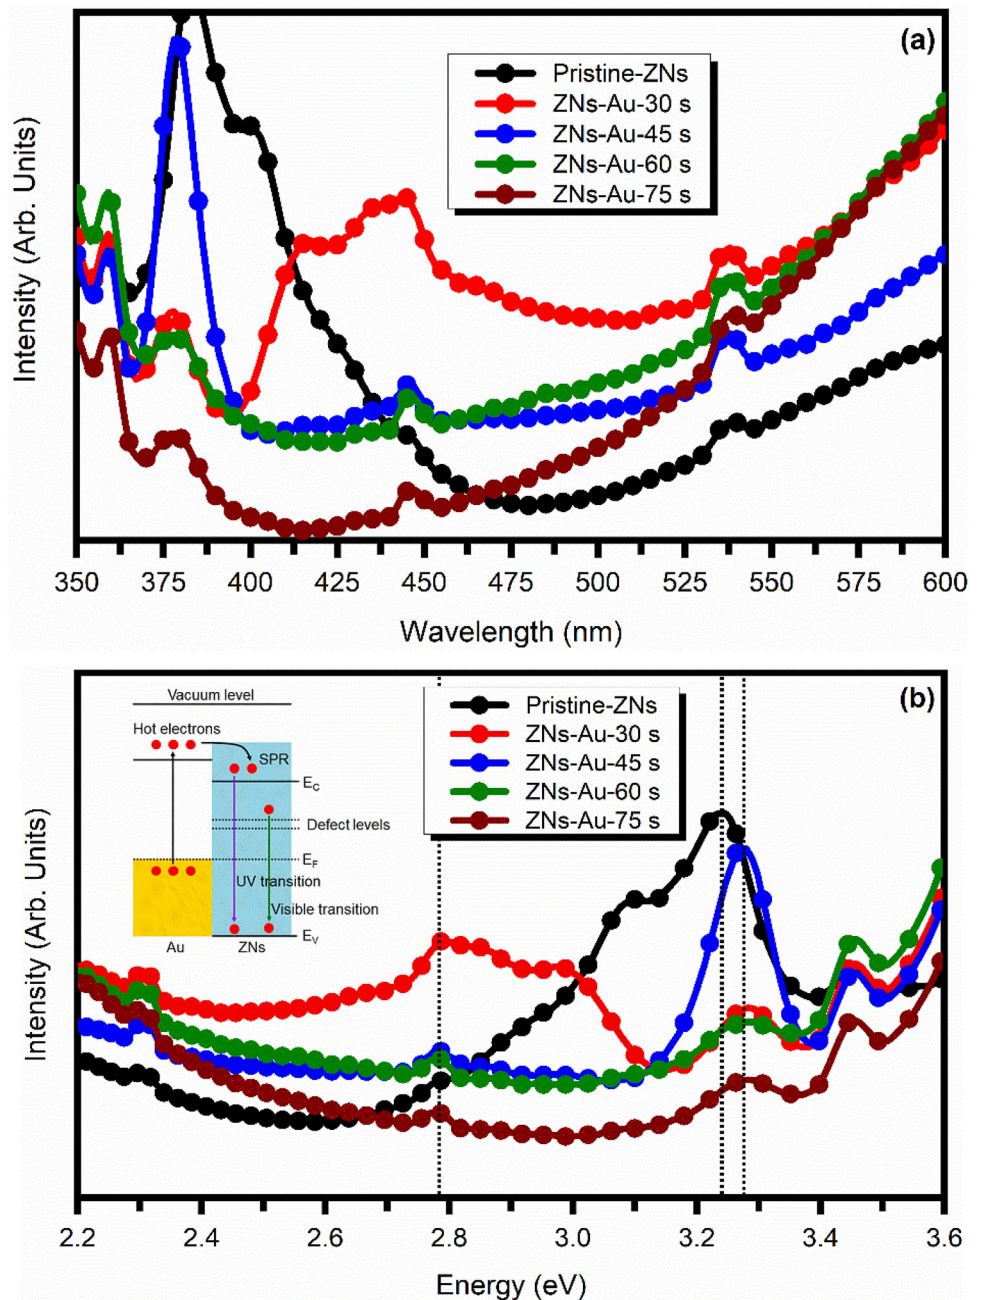 (a)
Pristine-ZNs
ZNs-Au-30 s
ZNs-Au-45 s
ZNs-Au-60 s
ZNs-Au-75 s
Intensity (Arb. Units)
350 375 400 425 450 475 500 525 550 575 600
Wavelength (nm)
(b)
Pristine-ZNs
ZNs-Au-30 s
ZNs-Au-45 s
ZNs-Au-60 s
ZNs-Au-75 s
Vacuum level
Hot electrons
SPR
E_C
Defect levels
E_F
UV transition
Visible transition
E_V
Au ZNs
Intensity (Arb. Units)
2.2 2.4 2.6 2.8 3.0 3.2 3.4 3.6
Energy (eV)